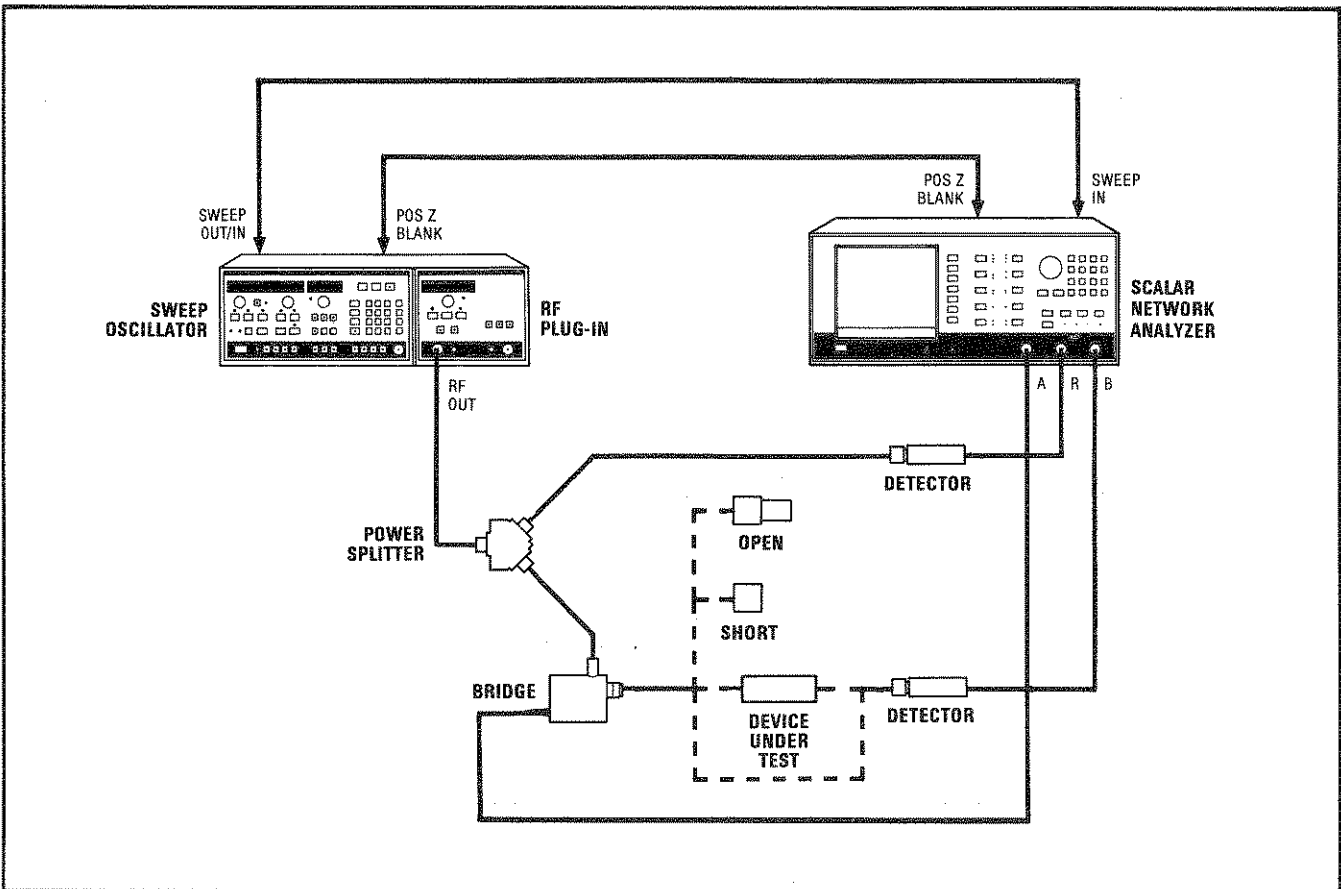 POS Z
BLANK
SWEEP
IN
SWEEP
OUT/IN
POS Z
BLANK
SWEEP
OSCILLATOR
RF
PLUG-IN
SCALAR
NETWORK
ANALYZER
RF
OUT
A
R
B
DETECTOR
POWER
SPLITTER
OPEN
SHORT
BRIDGE
DEVICE
UNDER
TEST
DETECTOR